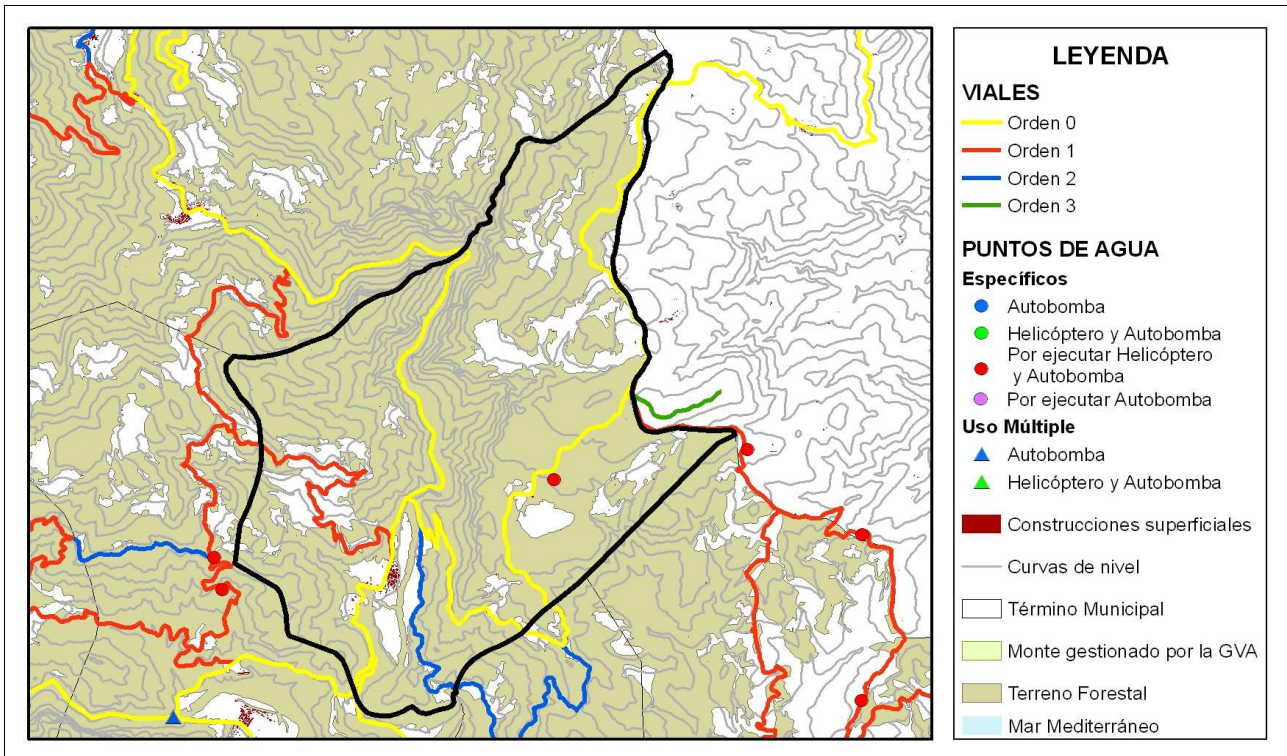 LEYENDA
VIALES
Orden 0
Orden 1
Orden 2
Orden 3
PUNTOS DE AGUA
Específicos
Autobomba
Helicóptero y Autobomba
Por ejecutar Helicóptero
y Autobomba
Por ejecutar Autobomba
Uso Múltiple
Autobomba
Helicóptero y Autobomba
Construcciones superficiales
Curvas de nivel
Término Municipal
Monte gestionado por la GVA
Terreno Forestal
Mar Mediterráneo